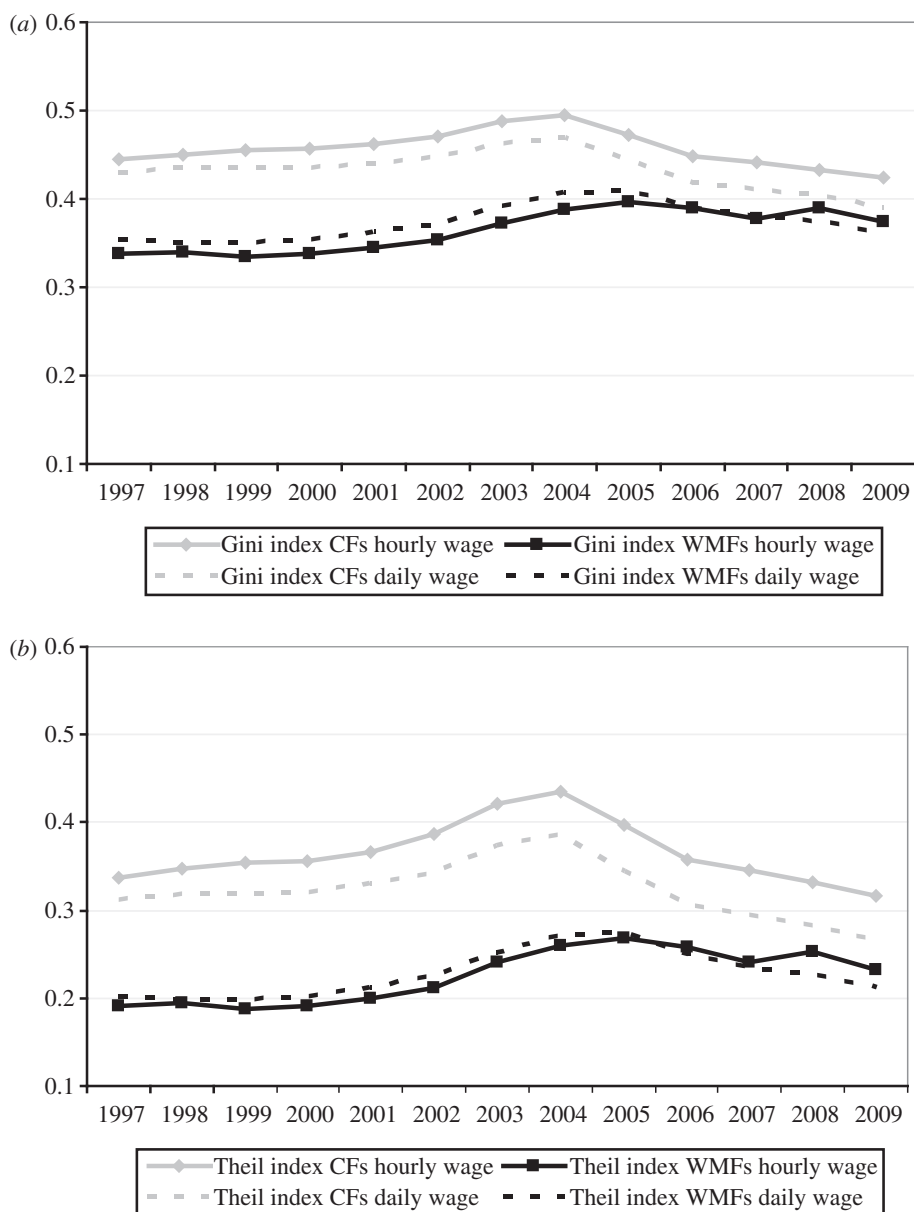 (a) 0.6
0.5
0.4
0.3
0.2
0.1
1997 1998 1999 2000 2001 2002 2003 2004 2005 2006 2007 2008 2009
Gini index CFs hourly wage Gini index WMFs hourly wage
Gini index CFs daily wage Gini index WMFs daily wage
(b) 0.6
0.5
0.4
0.3
0.2
0.1
1997 1998 1999 2000 2001 2002 2003 2004 2005 2006 2007 2008 2009
Theil index CFs hourly wage Theil index WMFs hourly wage
Theil index CFs daily wage Theil index WMFs daily wage